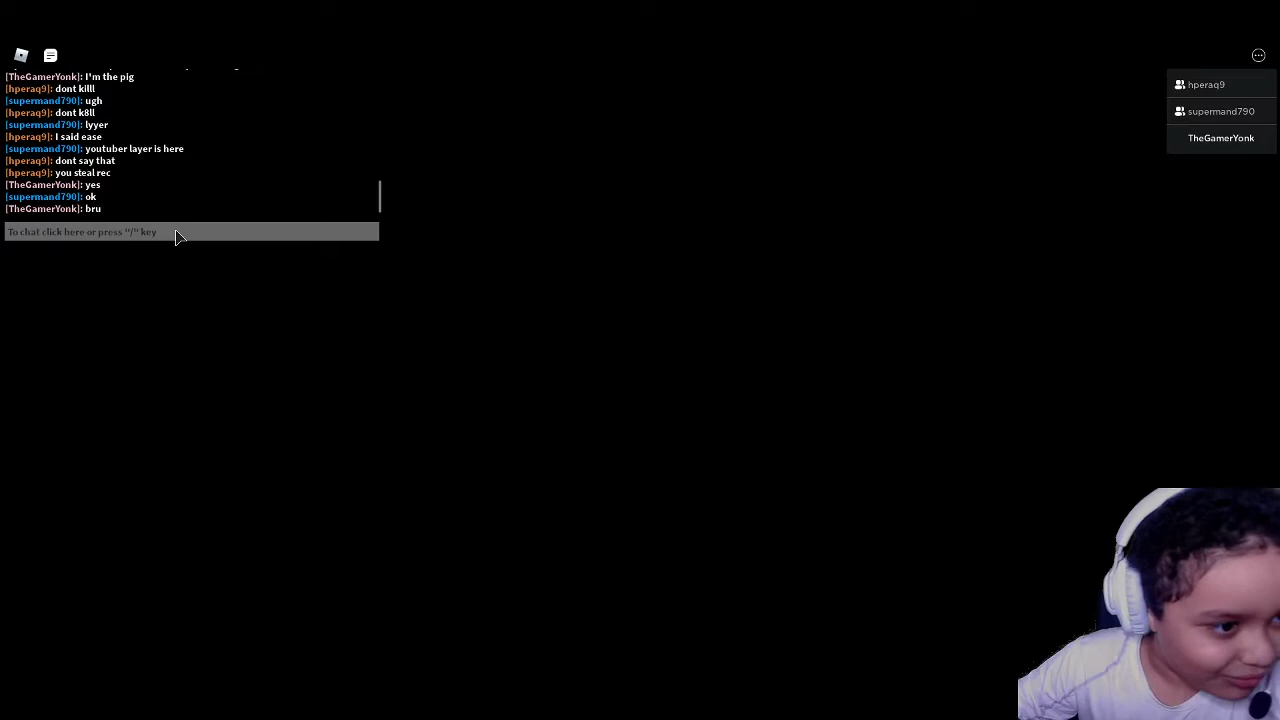 [TheGamerYonk]: I'm the pig
[hperaq9]: dont killl
[supermand790]: ugh
[hperaq9]: dont k8ll
[supermand790]: lyyer
[hperaq9]: I said ease
[supermand790]: youtuber layer is here
[hperaq9]: dont say that
[hperaq9]: you steal rec
[TheGamerYonk]: yes
[supermand790]: ok
[TheGamerYonk]: bru
To chat click here or press "/" key
hperaq9
supermand790
TheGamerYonk